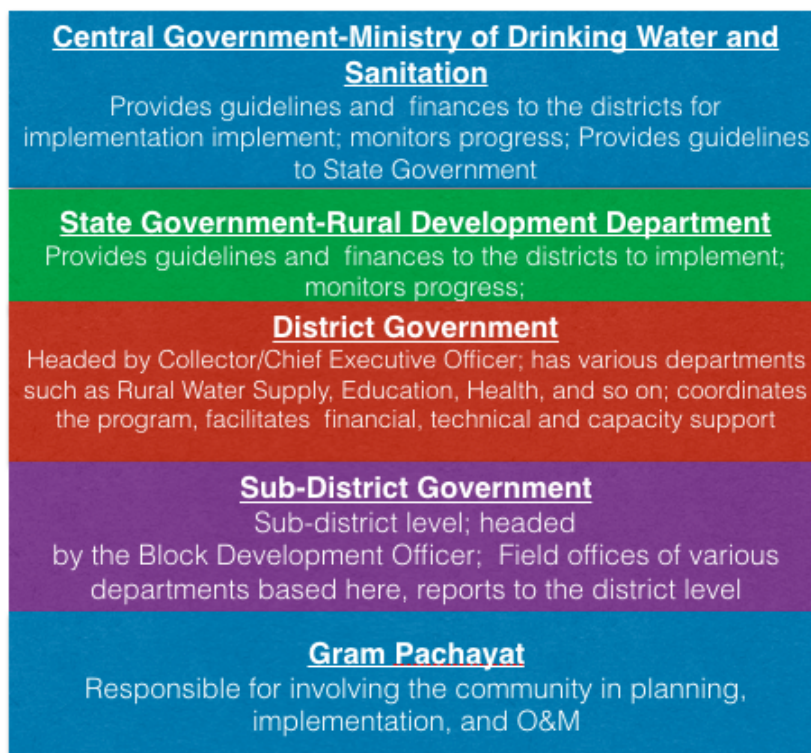 Central Government-Ministry of Drinking Water and
Sanitation
Provides guidelines and finances to the districts for
implementation implement; monitors progress; Provides guidelines
to State Government
State Government-Rural Development Department
Provides guidelines and finances to the districts to implement;
monitors progress;
District Government
Headed by Collector/Chief Executive Officer; has various departments
such as Rural Water Supply, Education, Health, and so on; coordinates
the program, facilitates financial, technical and capacity support
Sub-District Government
Sub-district level; headed
by the Block Development Officer; Field offices of various
departments based here, reports to the district level
Gram Pachayat
Responsible for involving the community in planning,
implementation, and O&M